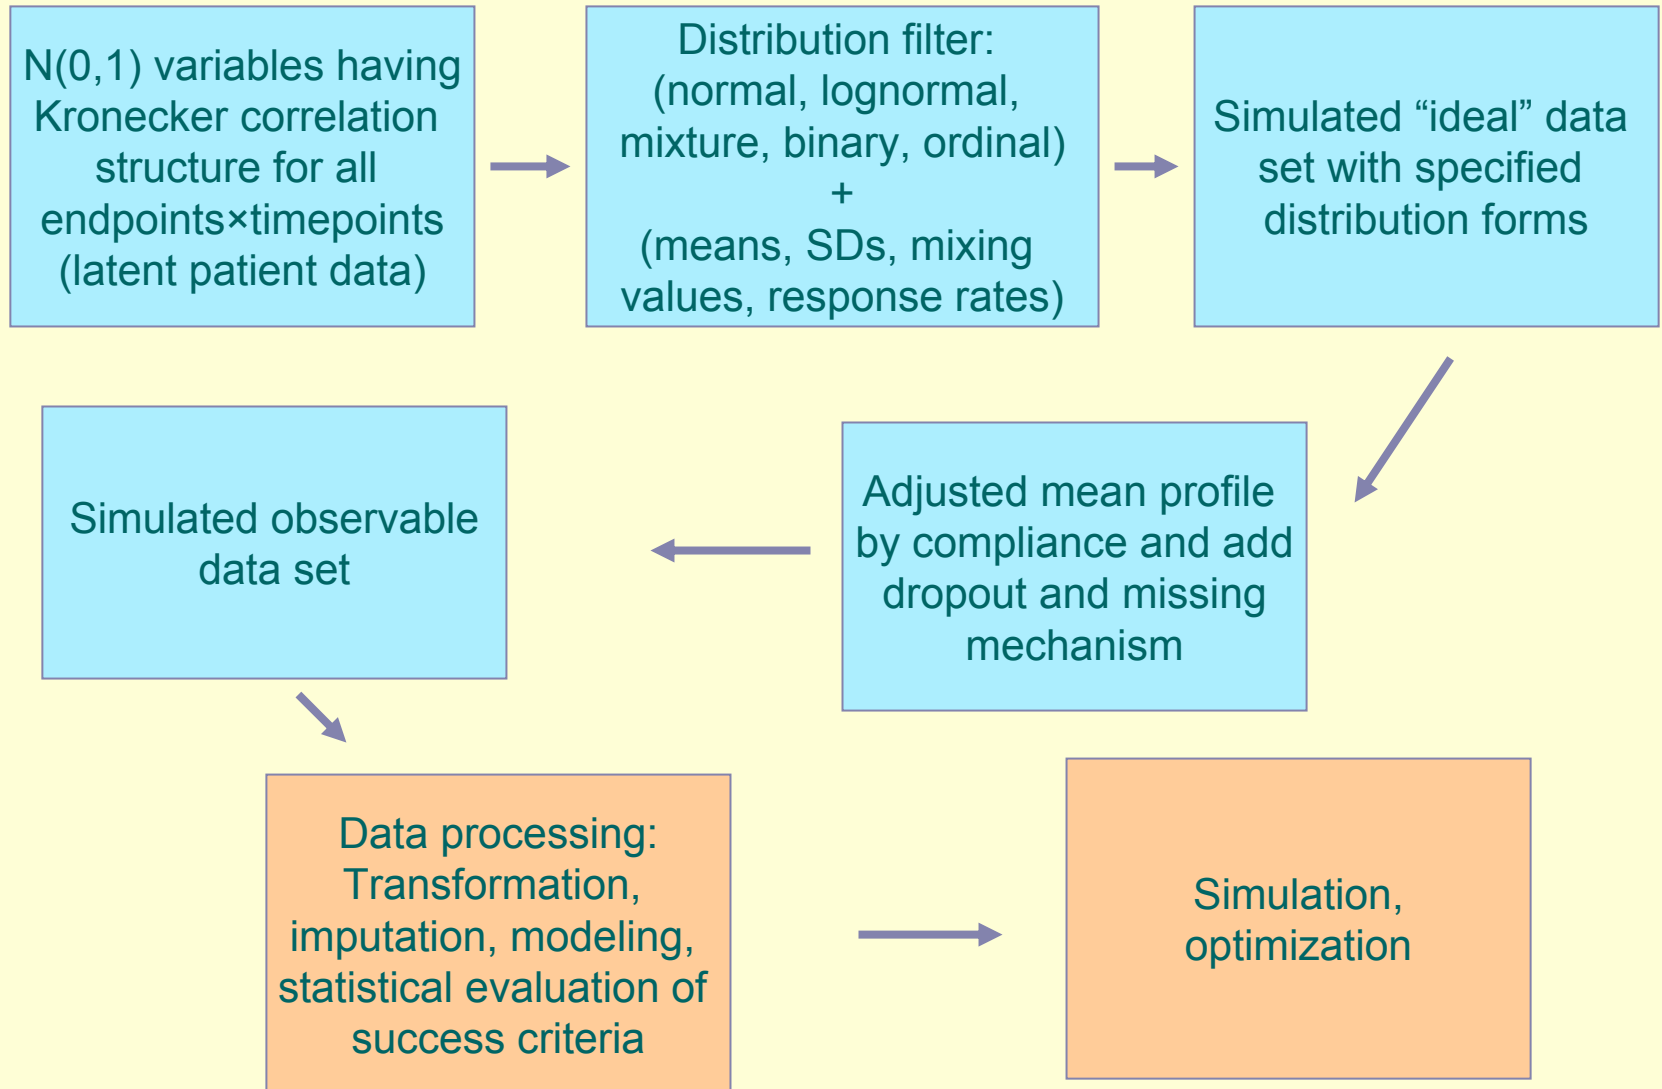 N(0,1) variables having
Kronecker correlation
structure for all
endpoints×timepoints
(latent patient data)
Distribution filter:
(normal, lognormal,
mixture, binary, ordinal)
+
(means, SDs, mixing
values, response rates)
Simulated “ideal” data
set with specified
distribution forms
Adjusted mean profile
by compliance and add
dropout and missing
mechanism
Simulated observable
data set
Data processing:
Transformation,
imputation, modeling,
statistical evaluation of
success criteria
Simulation,
optimization